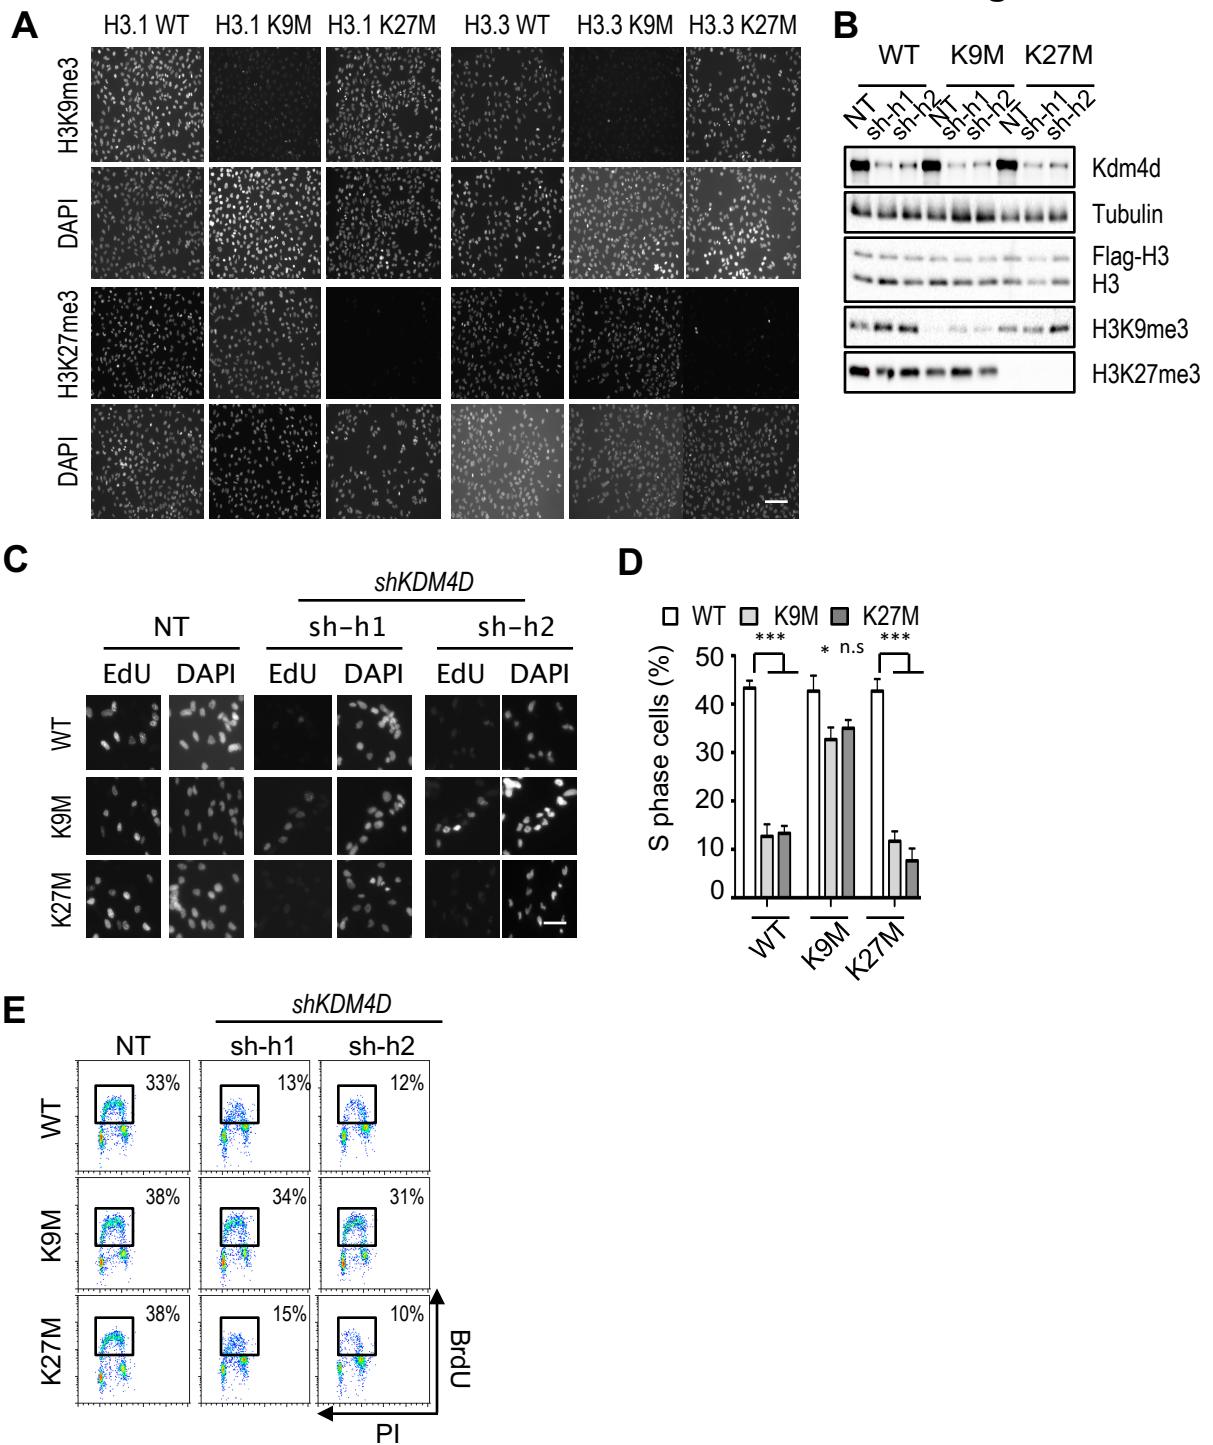 A
H3.1 WT H3.1 K9M H3.1 K27M H3.3 WT H3.3 K9M H3.3 K27M
H3K9me3
DAPI
H3K27me3
DAPI
B
WT K9M K27M
NT sh-h1 sh-h2 NT sh-h1 sh-h2 NT sh-h1 sh-h2
Kdm4d
Tubulin
Flag-H3
H3
H3K9me3
H3K27me3
C
shKDM4D
NT sh-h1 sh-h2
EdU DAPI EdU DAPI EdU DAPI
WT
K9M
K27M
D
WT K9M K27M
*** * n.s ***
S phase cells (%)
50
40
30
20
10
0
WT K9M K27M
E
shKDM4D
NT sh-h1 sh-h2
WT 33% 13% 12%
K9M 38% 34% 31%
K27M 38% 15% 10%
BrdU
PI